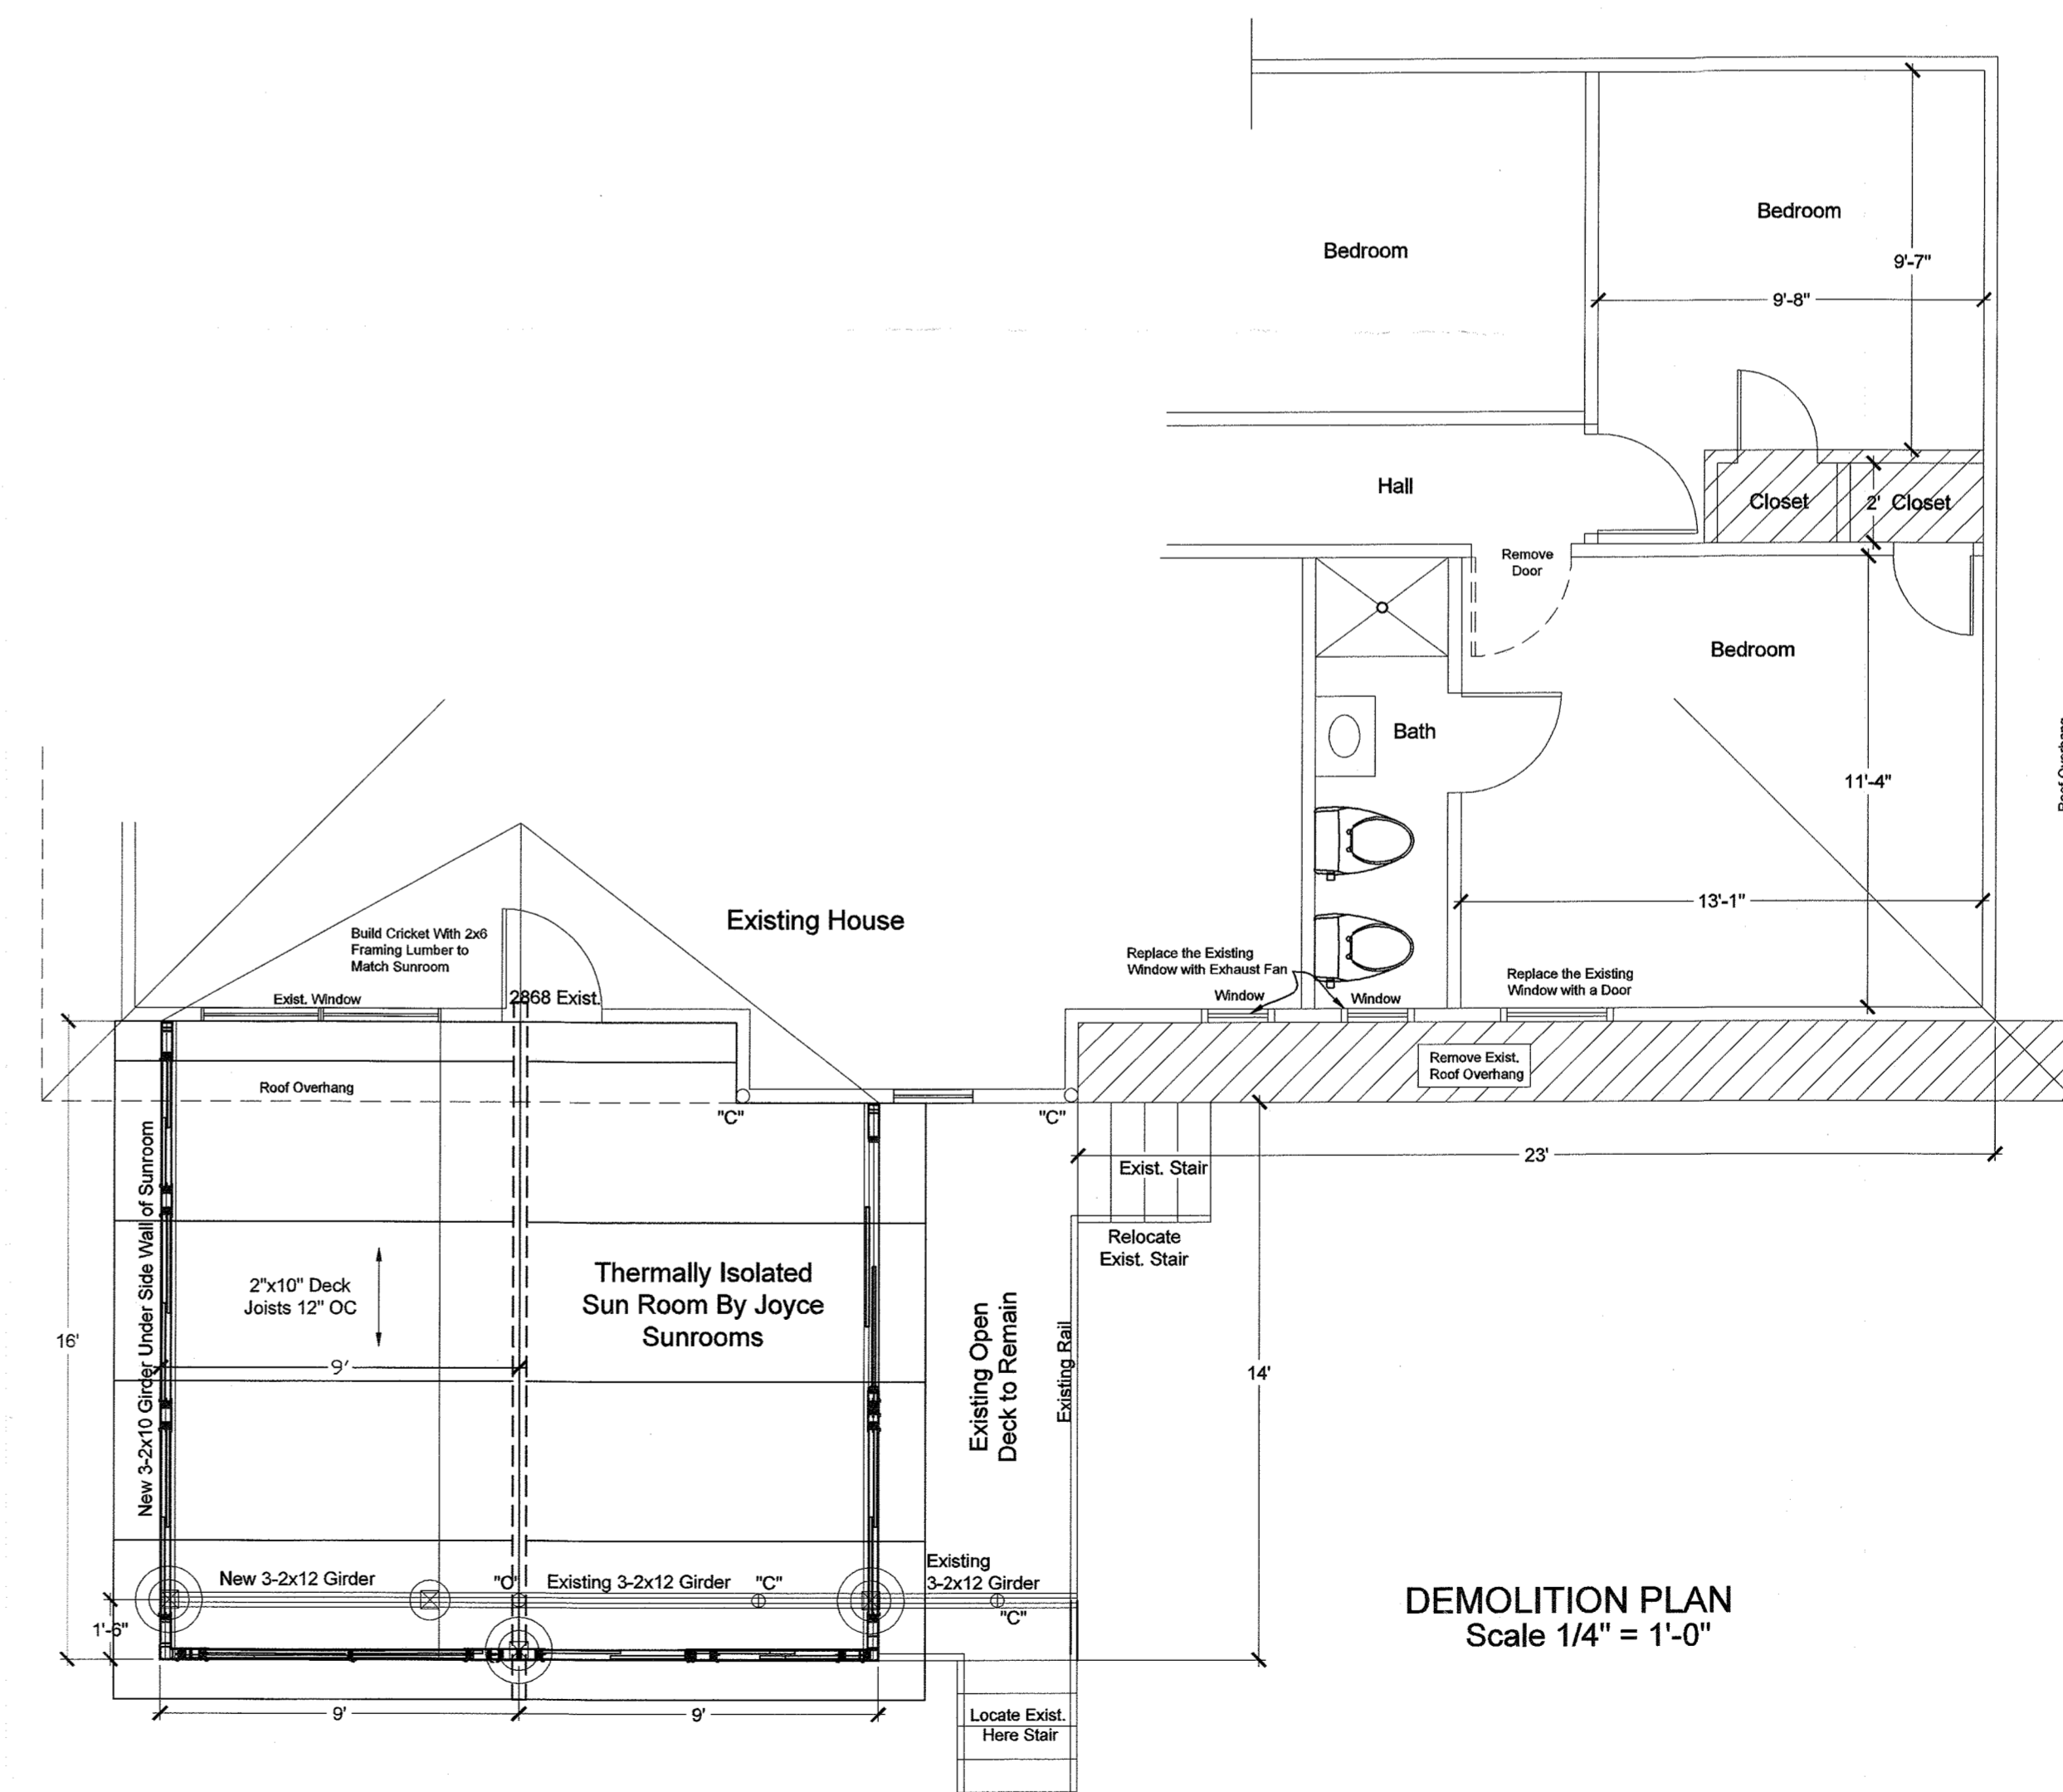 Bedroom
Bedroom
9'-7"
9'-8"
Hall
Closet
2'
Closet
Remove
Door
Bedroom
Bath
Roof Overhang
11'-4"
13'-1"
Existing House
Build Cricket With 2x6
Framing Lumber to
Match Sunroom
Replace the Existing
Window with Exhaust Fan
Replace the Existing
Window with a Door
Exist. Window
2868 Exist.
Window
Window
Remove Exist.
Roof Overhang
Roof Overhang
"C"
"C"
23'
Exist. Stair
Relocate
Exist. Stair
New 3-2x10 Girder Under Side Wall of Sunroom
2"x10" Deck
Joists 12" OC
Thermally Isolated
Sun Room By Joyce
Sunrooms
Existing Open
Deck to Remain
Existing Rail
16'
9'
14'
New 3-2x12 Girder
"C"
Existing 3-2x12 Girder
"C"
Existing
3-2x12 Girder
"C"
1'-6"
DEMOLITION PLAN
Scale 1/4" = 1'-0"
9'
9'
Locate Exist.
Here Stair